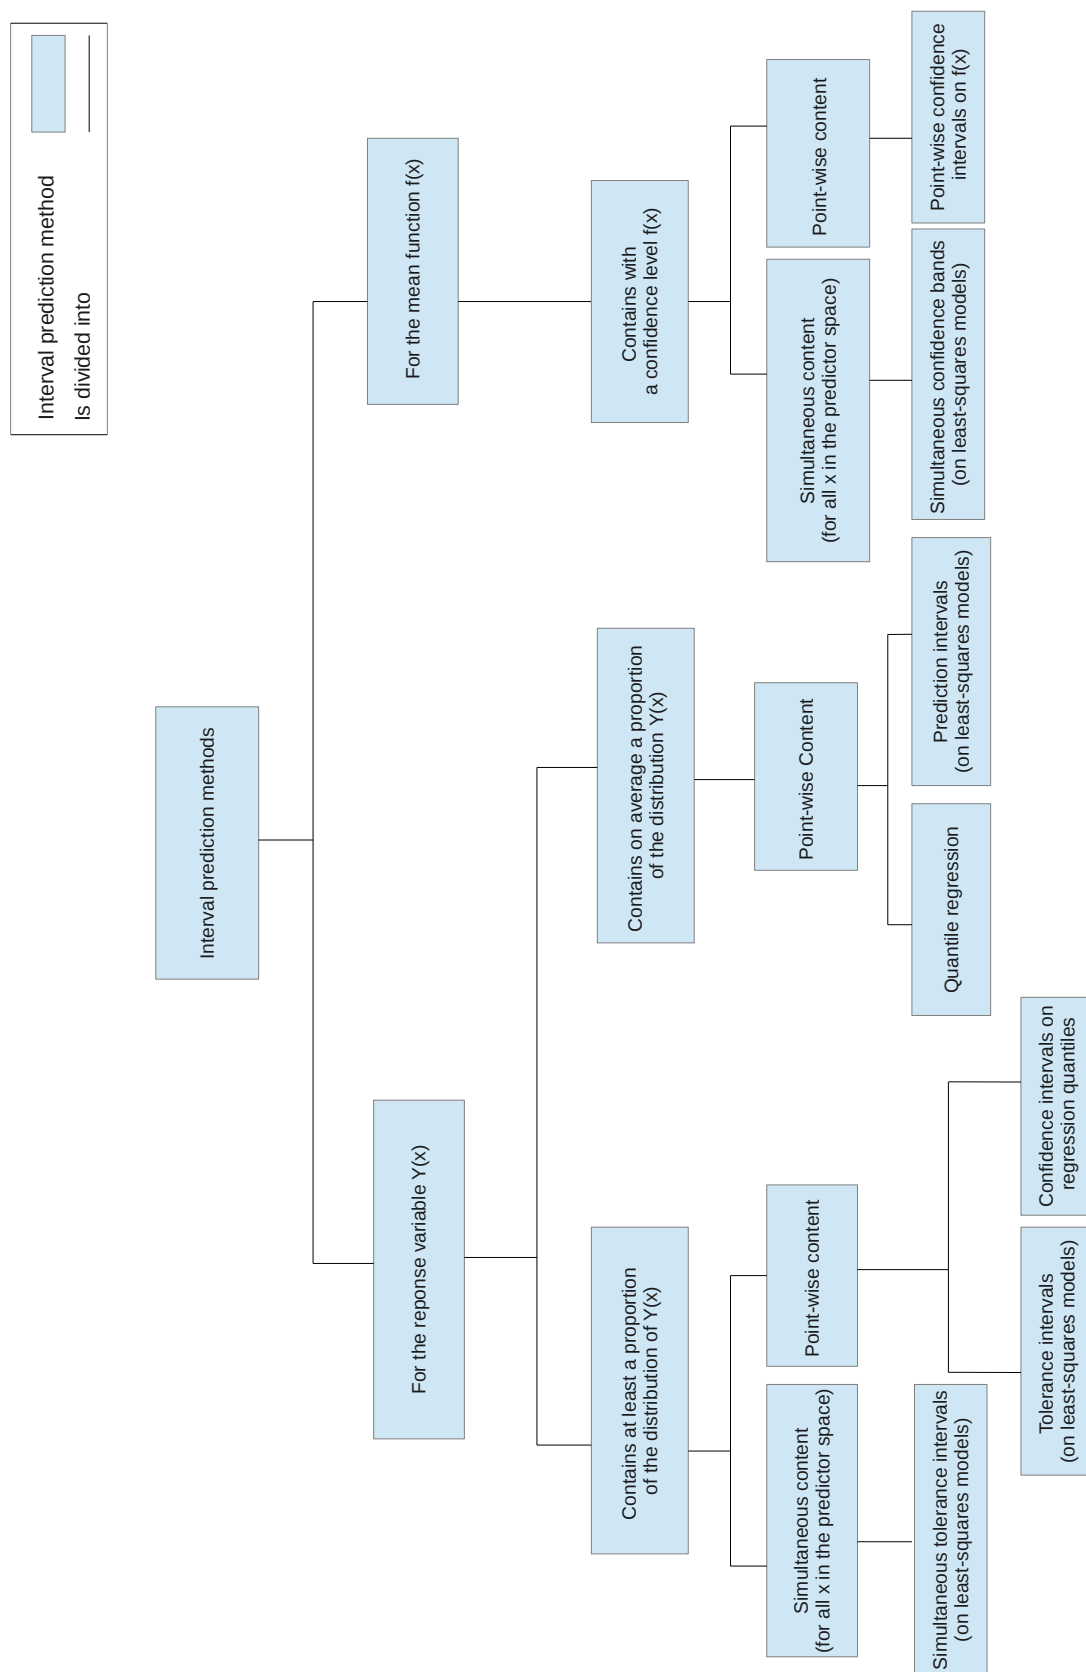 Interval prediction method
Is divided into
Interval prediction methods
For the reponse variable Y(x)
For the mean function f(x)
Contains at least a proportion
of the distribution of Y(x)
Contains on average a proportion
of the distribution Y(x)
Contains with
a confidence level f(x)
Simultaneous content
(for all x in the predictor space)
Point-wise content
Point-wise Content
Simultaneous content
(for all x in the predictor space)
Point-wise content
Simultaneous tolerance intervals
(on least-squares models)
Tolerance intervals
(on least-squares models)
Confidence intervals on
regression quantiles
Quantile regression
Prediction intervals
(on least-squares models)
Simultaneous confidence bands
(on least-squares models)
Point-wise confidence
intervals on f(x)